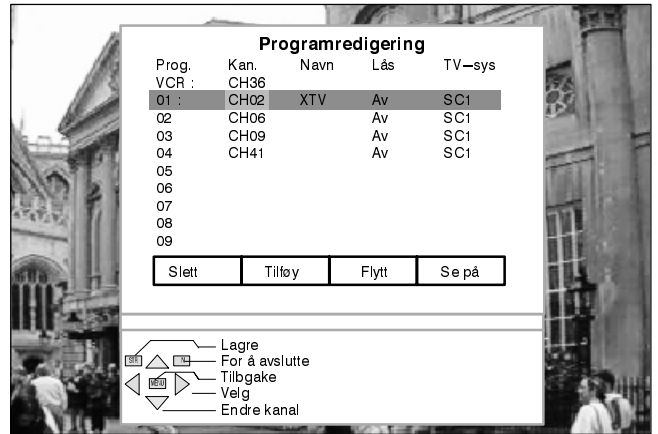 Programredigering
Prog. Kan. Navn Lås TV-sys
VCR : CH36
01 : CH02 XTV Av SC1
02 CH06 Av SC1
03 CH09 Av SC1
04 CH41 Av SC1
05
06
07
08
09
Slett Tilføy Flytt Se på
Lagre
STR N For å avslutte
Tilbgake
MENU Velg
Endre kanal